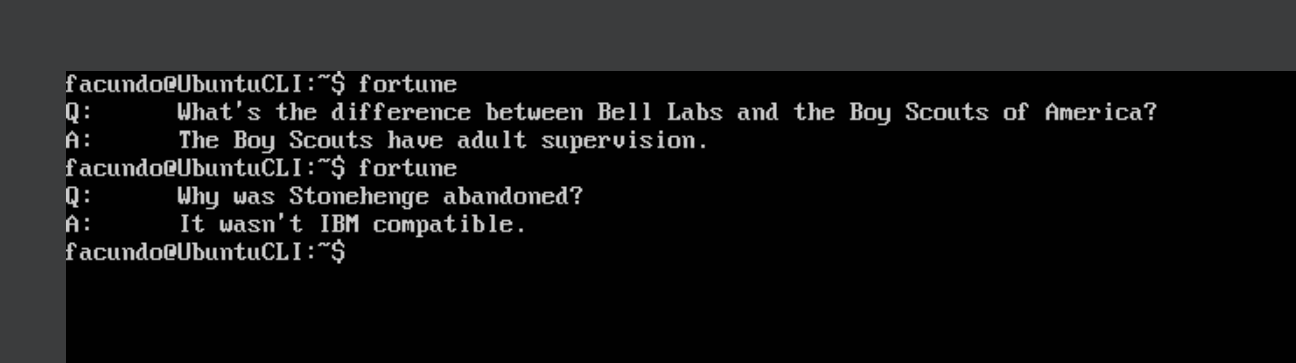 facundo@UbuntuCLI:~$ fortune
Q:      What's the difference between Bell Labs and the Boy Scouts of America?
A:      The Boy Scouts have adult supervision.
facundo@UbuntuCLI:~$ fortune
Q:      Why was Stonehenge abandoned?
A:      It wasn't IBM compatible.
facundo@UbuntuCLI:~$